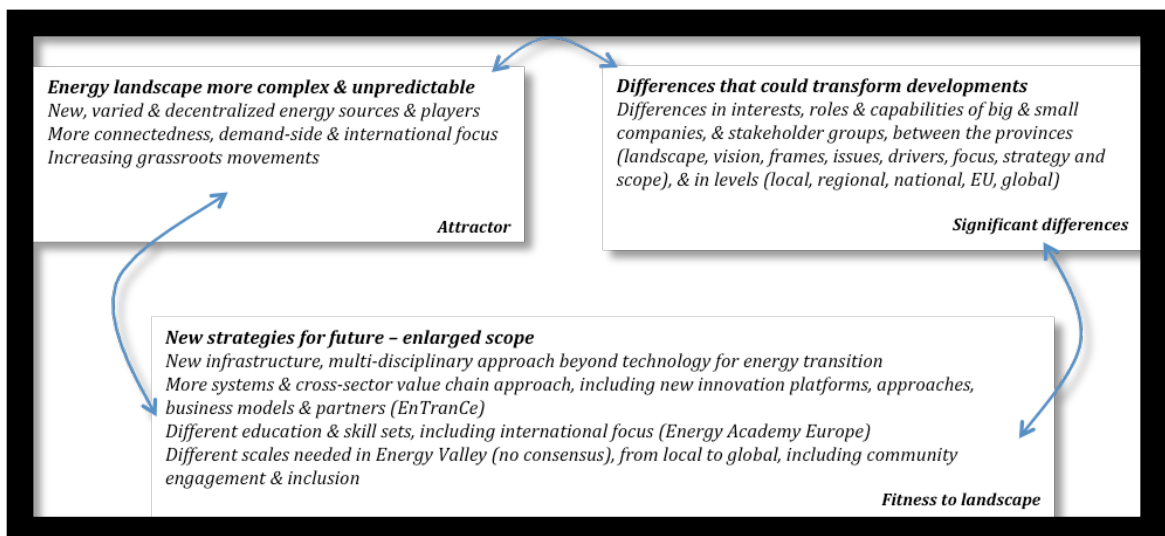 Energy landscape more complex & unpredictable
New, varied & decentralized energy sources & players
More connectedness, demand-side & international focus
Increasing grassroots movements
Attractor
Differences that could transform developments
Differences in interests, roles & capabilities of big & small
companies, & stakeholder groups, between the provinces
(landscape, vision, frames, issues, drivers, focus, strategy and
scope), & in levels (local, regional, national, EU, global)
Significant differences
New strategies for future – enlarged scope
New infrastructure, multi-disciplinary approach beyond technology for energy transition
More systems & cross-sector value chain approach, including new innovation platforms, approaches,
business models & partners (EnTranCe)
Different education & skill sets, including international focus (Energy Academy Europe)
Different scales needed in Energy Valley (no consensus), from local to global, including community
engagement & inclusion
Fitness to landscape